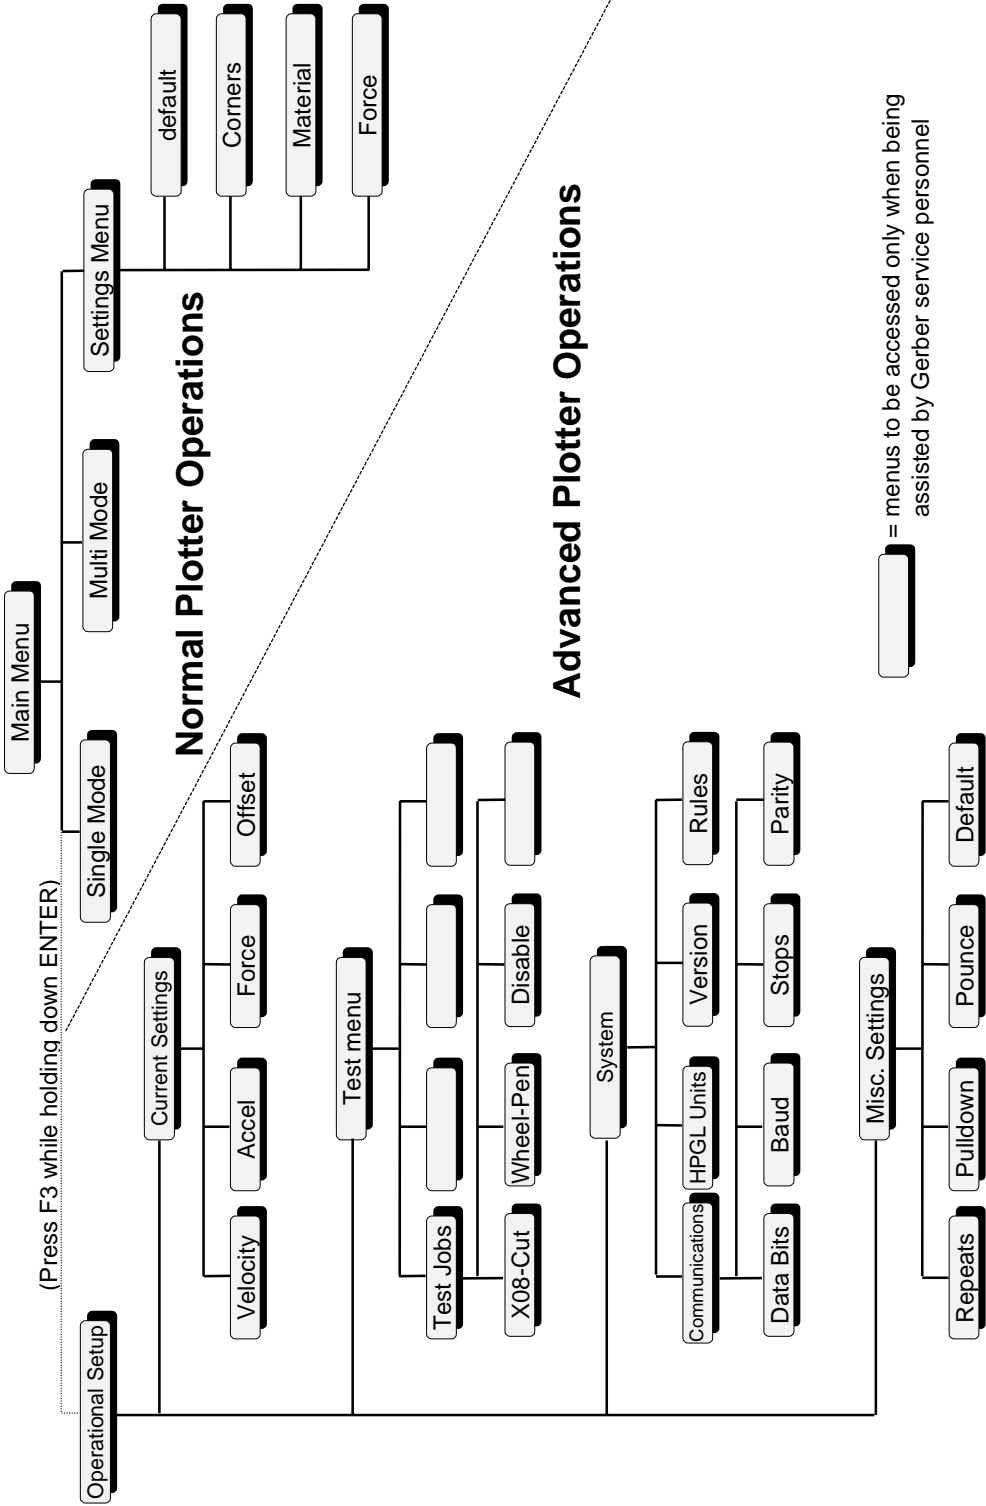 Main Menu
(Press F3 while holding down ENTER)
Operational Setup
Single Mode
Multi Mode
Settings Menu
default
Corners
Material
Force
Normal Plotter Operations
Current Settings
Velocity
Accel
Force
Offset
Test menu
Test Jobs
X08-Cut
Wheel-Pen
Disable
Advanced Plotter Operations
System
Communications
HPGL Units
Version
Rules
Data Bits
Baud
Stops
Parity
Misc. Settings
Repeats
Pulldown
Pounce
Default
= menus to be accessed only when being
assisted by Gerber service personnel